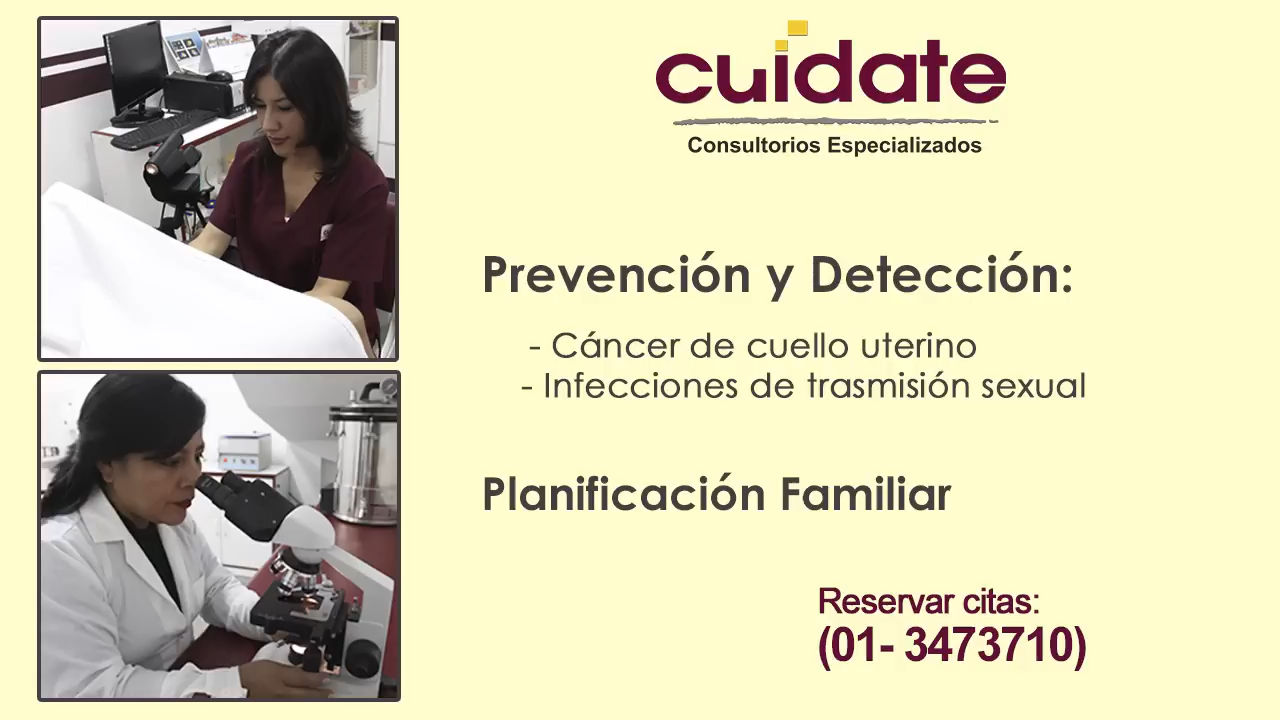 cuidate
Consultorios Especializados
Prevención y Detección:
- Cáncer de cuello uterino
- Infecciones de trasmisión sexual
Planificación Familiar
Reservar citas:
(01- 3473710)